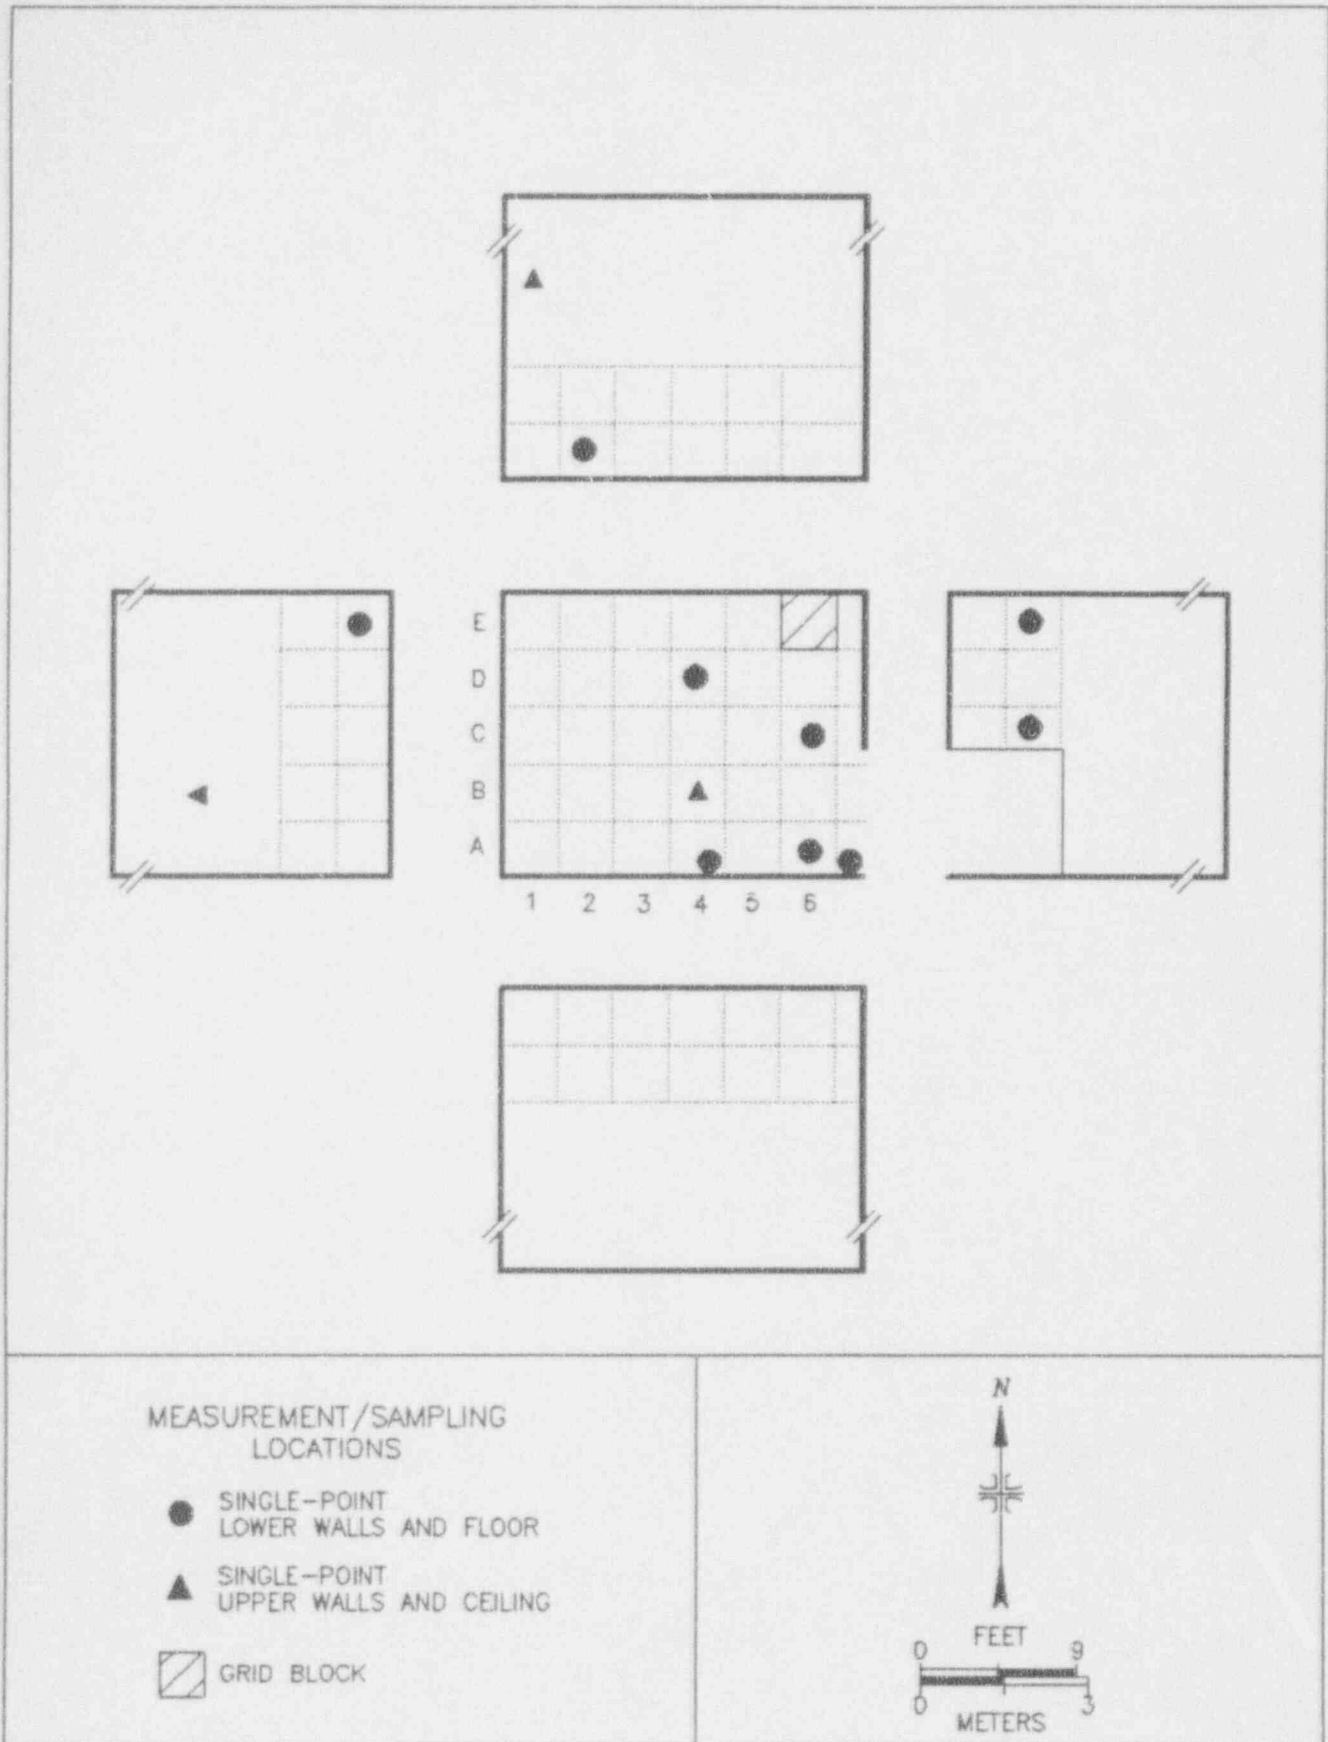 E
D
C
B
A
1 2 3 4 5 6
MEASUREMENT/SAMPLING
LOCATIONS
SINGLE-POINT
LOWER WALLS AND FLOOR
SINGLE-POINT
UPPER WALLS AND CEILING
GRID BLOCK
N
FEET
0 9
0 3
METERS